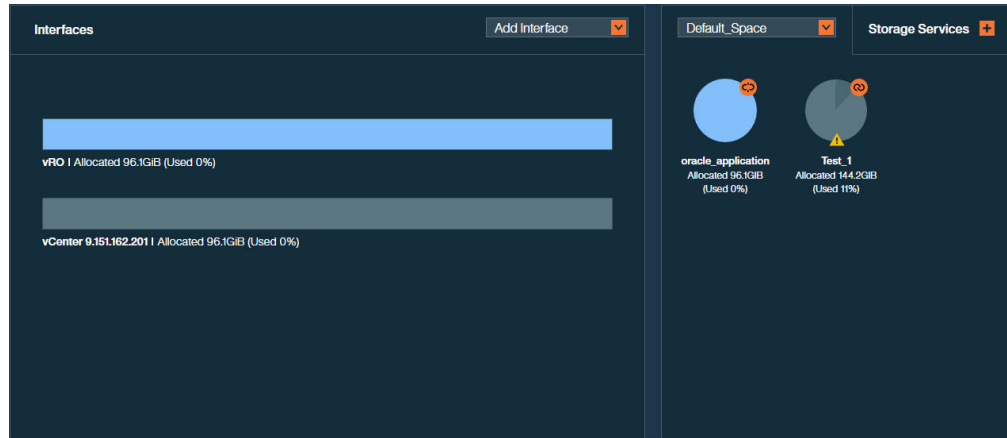 Interfaces
Add Interface
vRO | Allocated 96.1GiB (Used 0%)
vCenter 9.151.162.201 | Allocated 96.1GiB (Used 0%)
Default_Space
Storage Services
oracle_application
Allocated 96.1GiB
(Used 0%)
Test_1
Allocated 144.2GiB
(Used 11%)